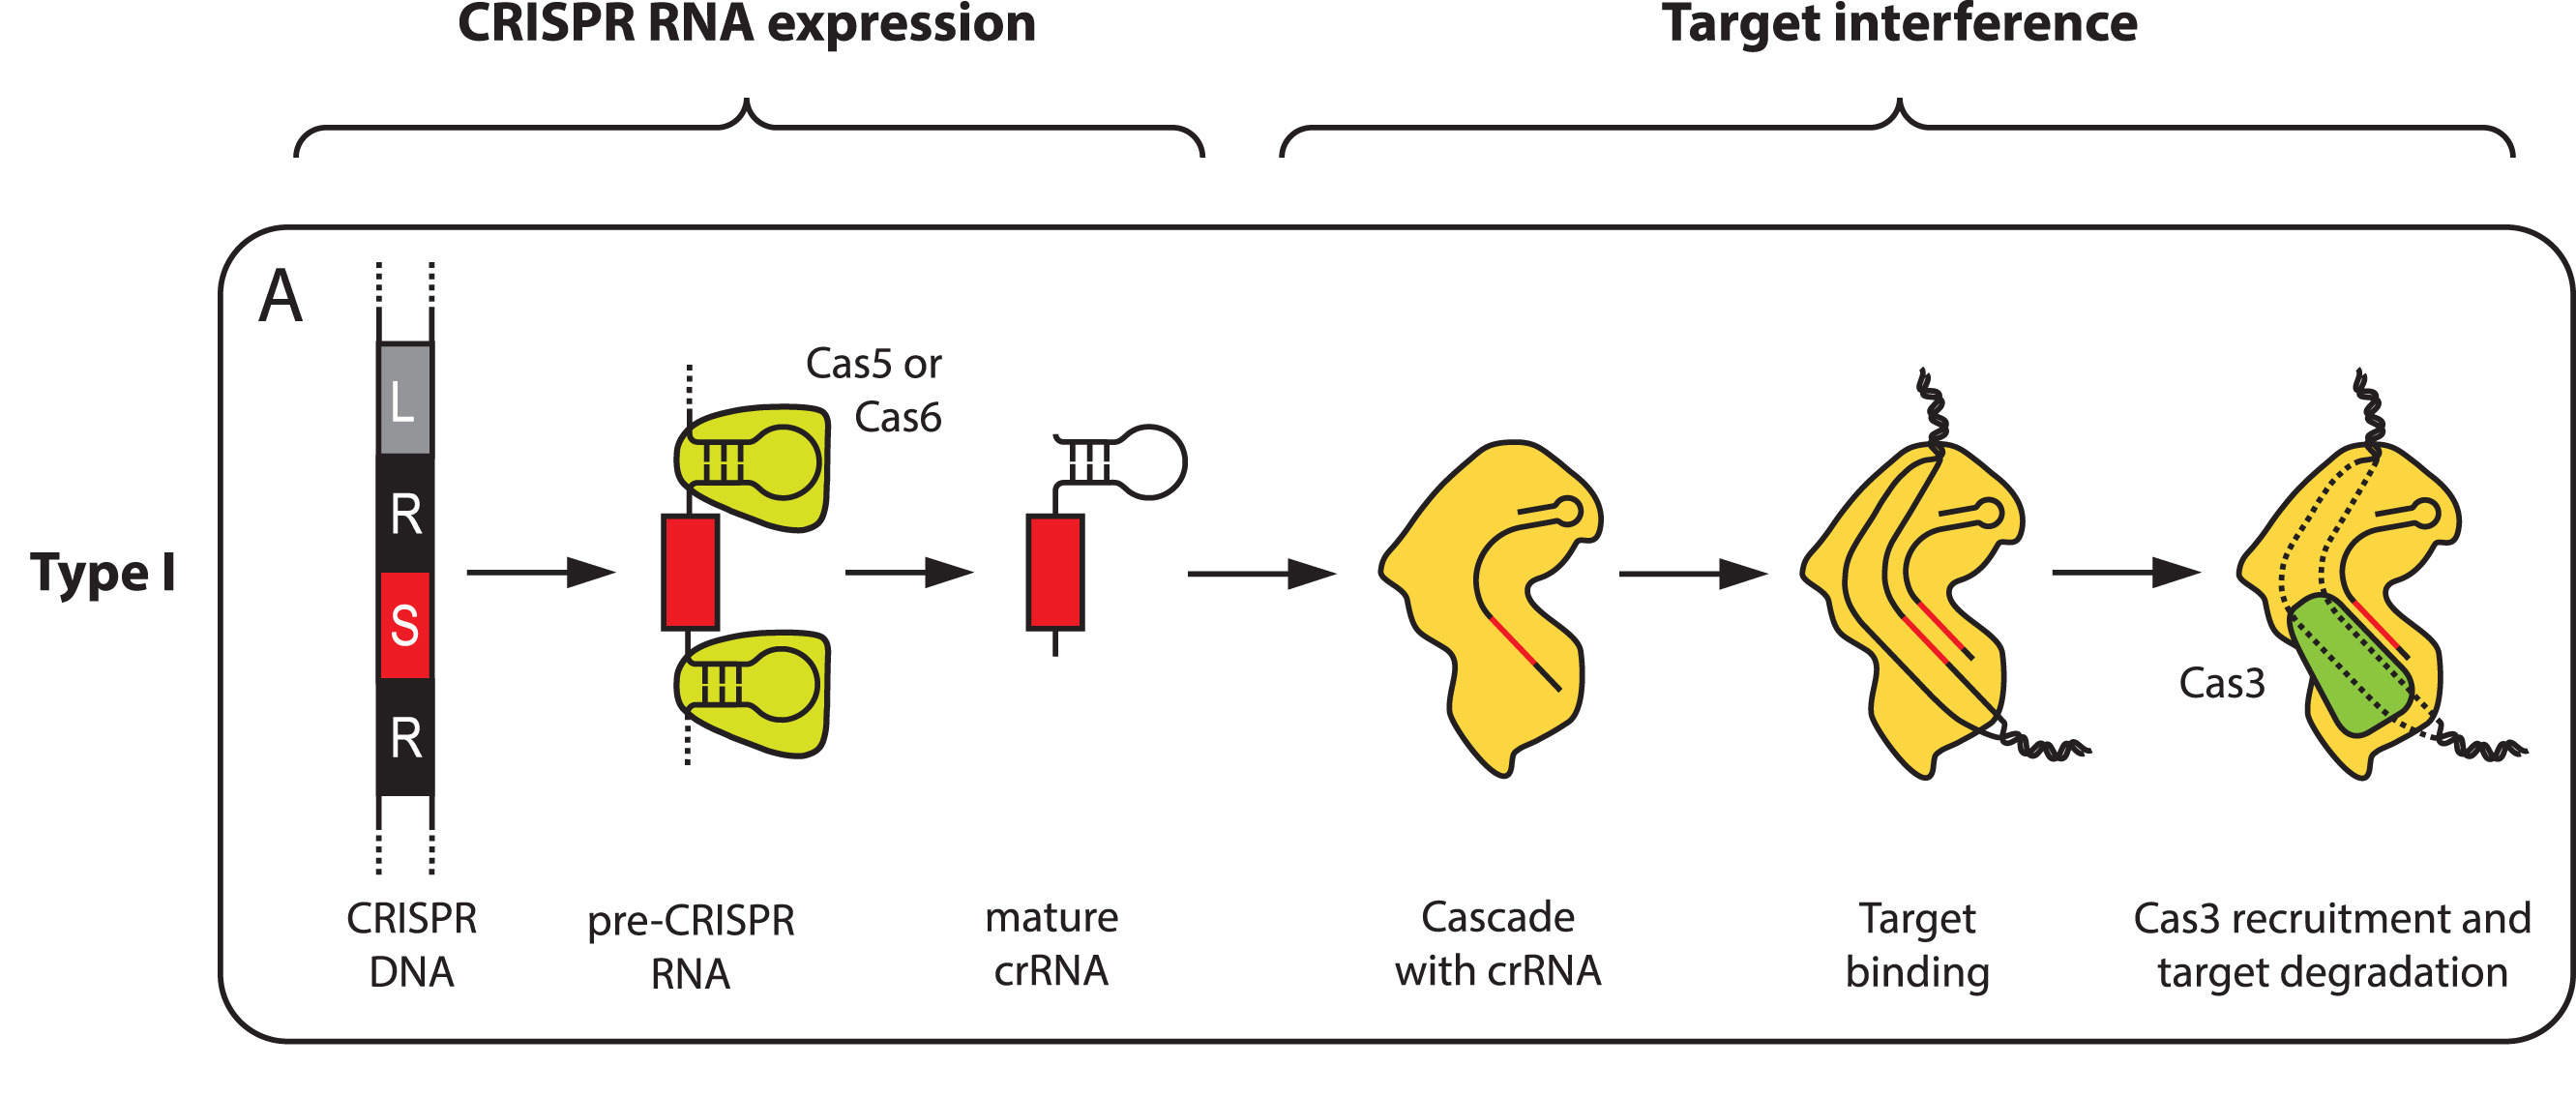 CRISPR RNA expression
Target interference
A
Type I
L
R
S
R
Cas5 or
Cas6
Cas3
CRISPR
DNA
pre-CRISPR
RNA
mature
crRNA
Cascade
with crRNA
Target
binding
Cas3 recruitment and
target degradation